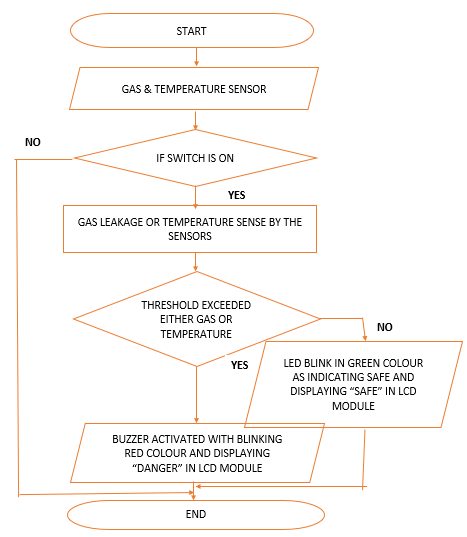 START
GAS & TEMPERATURE SENSOR
NO
IF SWITCH IS ON
YES
GAS LEAKAGE OR TEMPERATURE SENSE BY THE
SENSORS
THRESHOLD EXCEEDED
EITHER GAS OR
TEMPERATURE
NO
YES
LED BLINK IN GREEN COLOUR
AS INDICATING SAFE AND
DISPLAYING “SAFE” IN LCD
MODULE
BUZZER ACTIVATED WITH BLINKING
RED COLOUR AND DISPLAYING
“DANGER” IN LCD MODULE
END